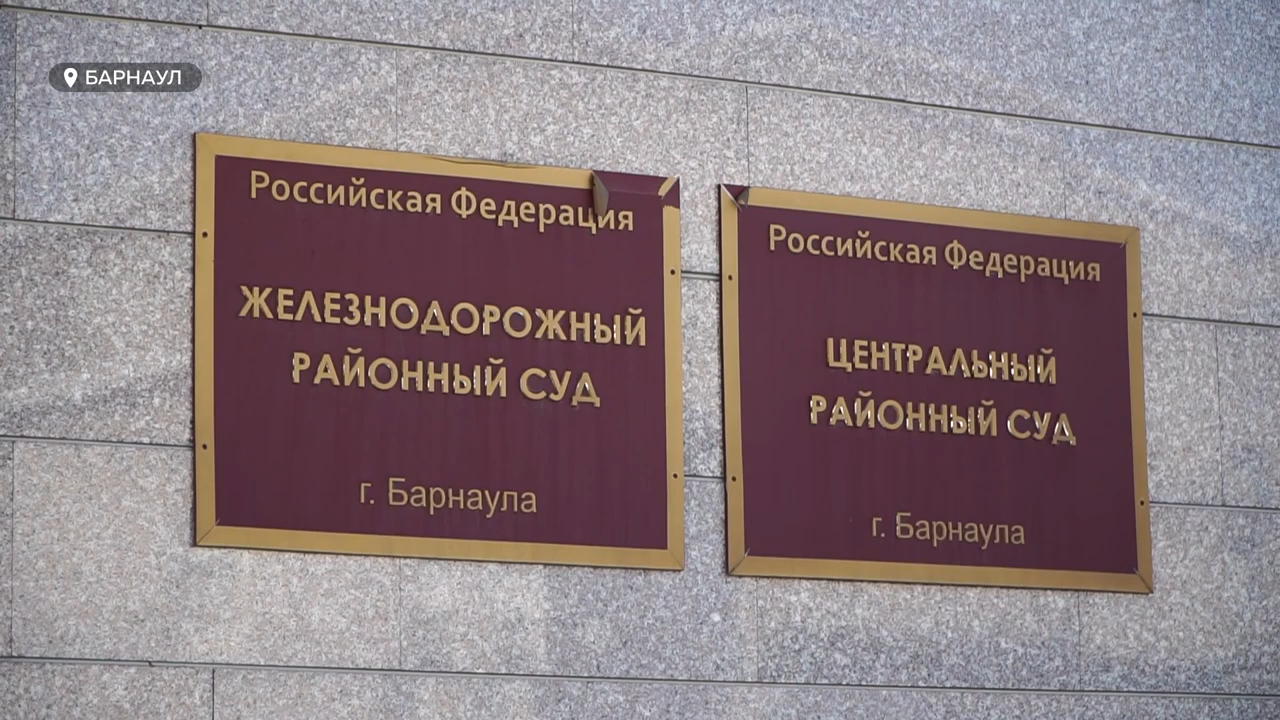 БАРНАУЛ
Российская Федерация
ЖЕЛЕЗНОДОРОЖНЫЙ
РАЙОННЫЙ СУД
г. Барнаула
Российская Федерация
ЦЕНТРАЛЬНЫЙ
РАЙОННЫЙ СУД
г. Барнаула